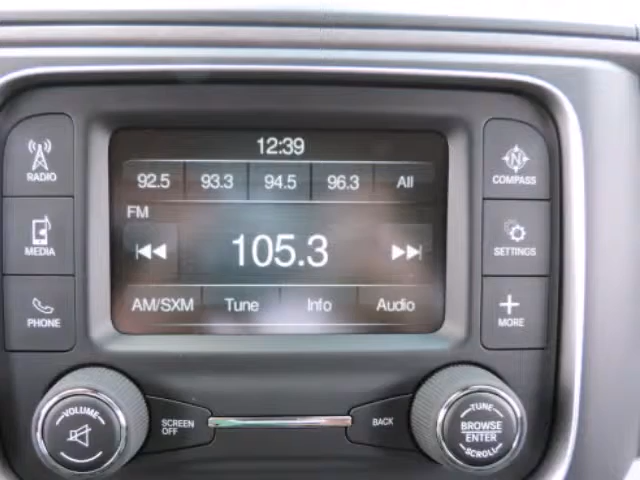 12:39
92.5 93.3 94.5 96.3 All
FM
105.3
AM/SXM Tune Info Audio
RADIO
MEDIA
PHONE
COMPASS
N
SETTINGS
MORE
VOLUME
SCREEN
OFF
BACK
TUNE
BROWSE
ENTER
SCROLL